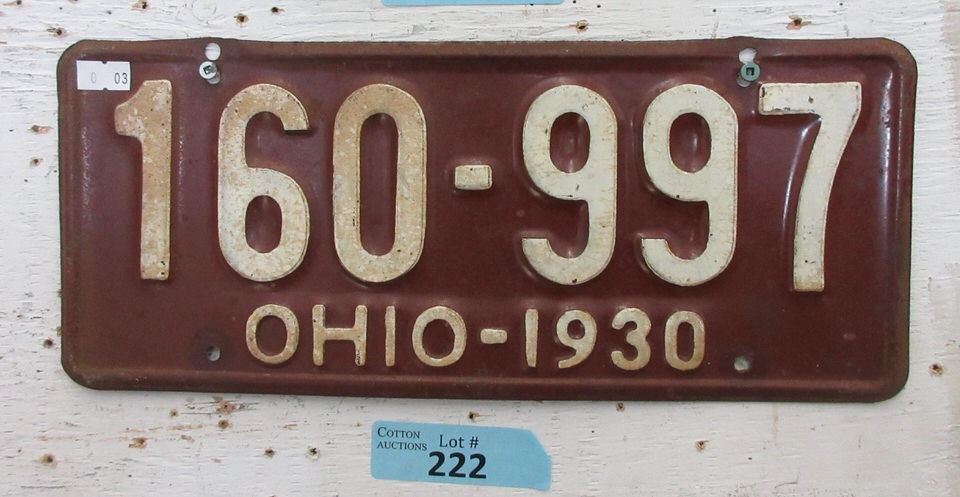 0 03
160-997
OHIO-1930
COTTON AUCTIONS Lot # 222